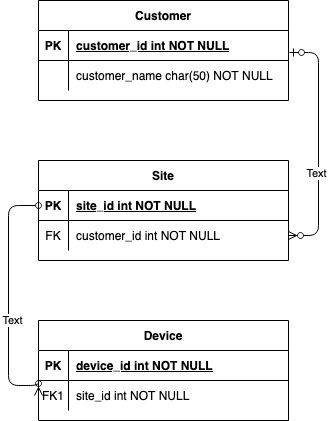 Customer
PK customer_id int NOT NULL
customer_name char(50) NOT NULL
Text
Site
PK site_id int NOT NULL
FK customer_id int NOT NULL
Text
Device
PK device_id int NOT NULL
FK1 site_id int NOT NULL